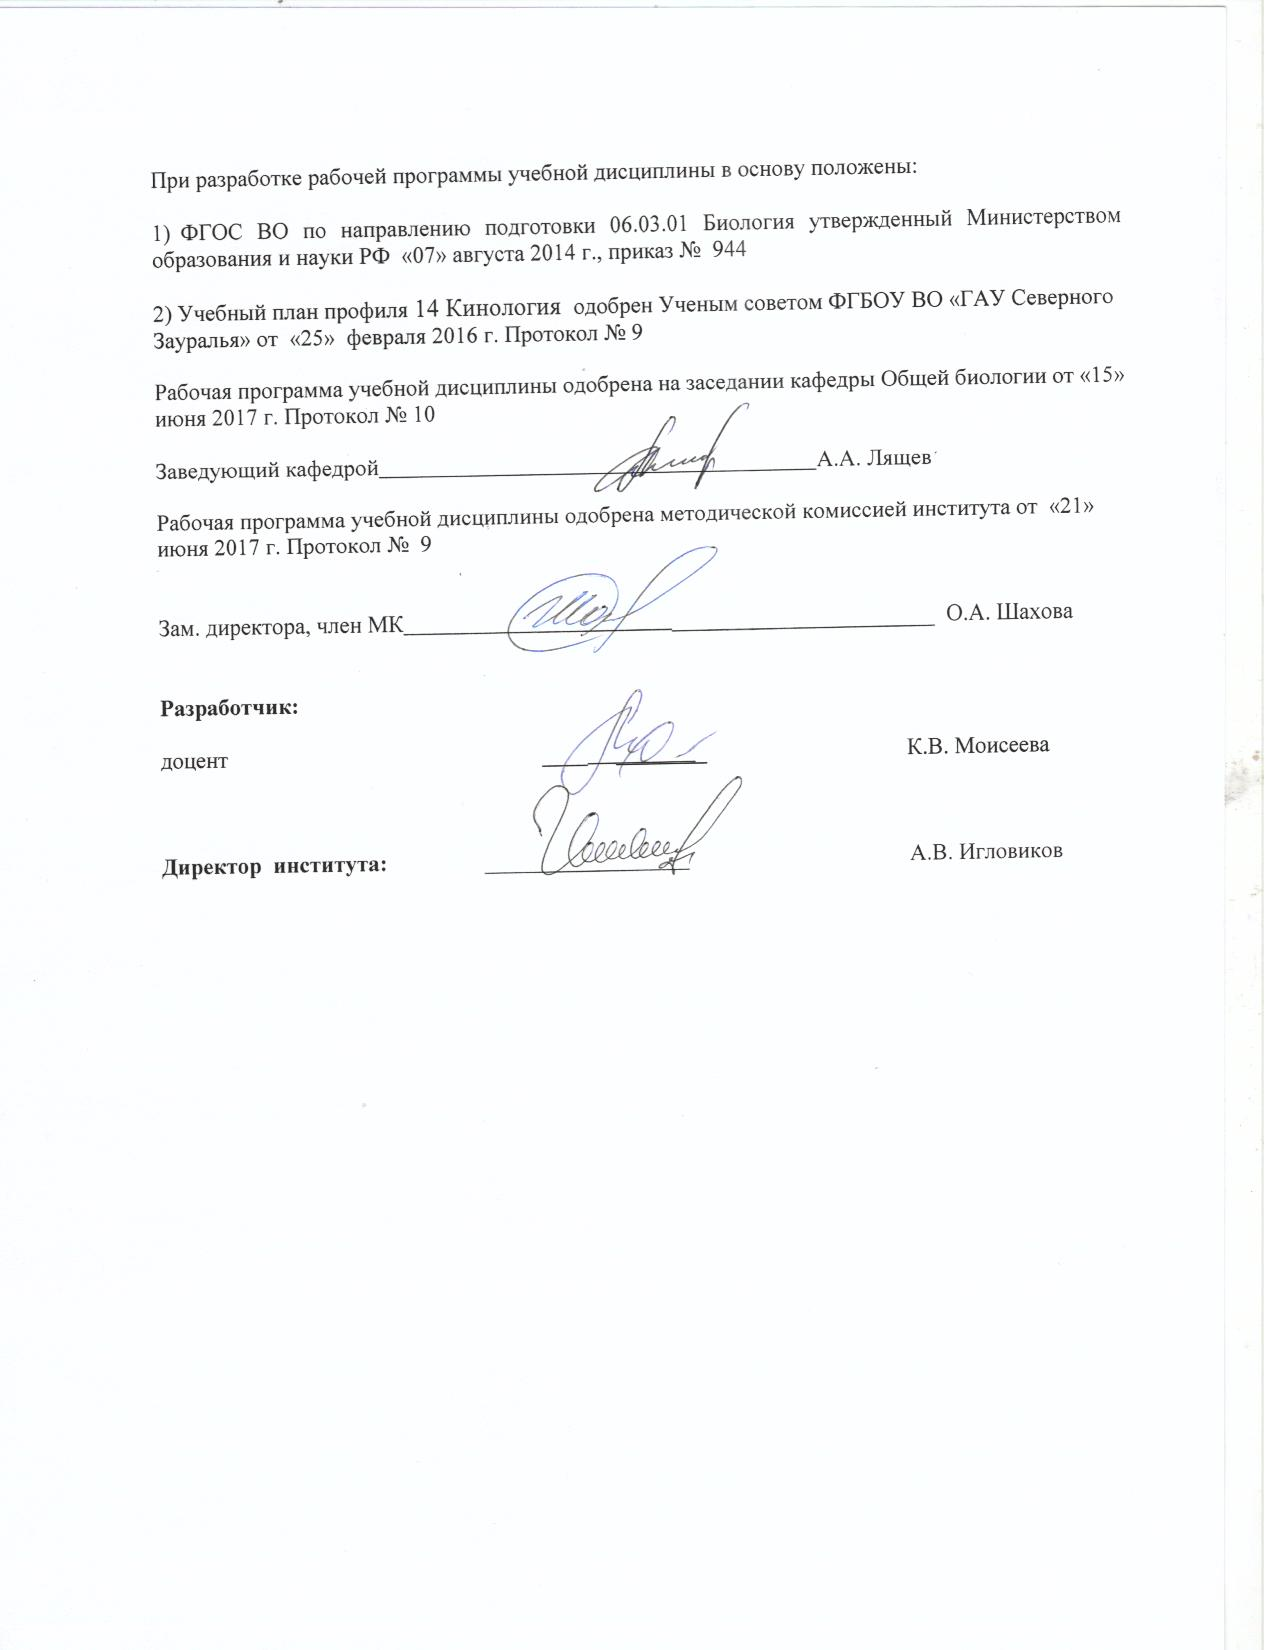 При разработке рабочей программы учебной дисциплины в основу положены:
1) ФГОС ВО по направлению подготовки 06.03.01 Биология утвержденный Министерством
образования и науки РФ «07» августа 2014 г., приказ № 944
2) Учебный план профиля 14 Кинология одобрен Ученым советом ФГБОУ ВО «ГАУ Северного
Зауралья» от «25» февраля 2016 г. Протокол № 9
Рабочая программа учебной дисциплины одобрена на заседании кафедры Общей биологии от «15»
июня 2017 г. Протокол № 10
Заведующий кафедрой А.А. Лящев
Рабочая программа учебной дисциплины одобрена методической комиссией института от «21»
июня 2017 г. Протокол № 9
Зам. директора, член МК О.А. Шахова
Разработчик:
доцент К.В. Моисеева
Директор института: А.В. Игловиков